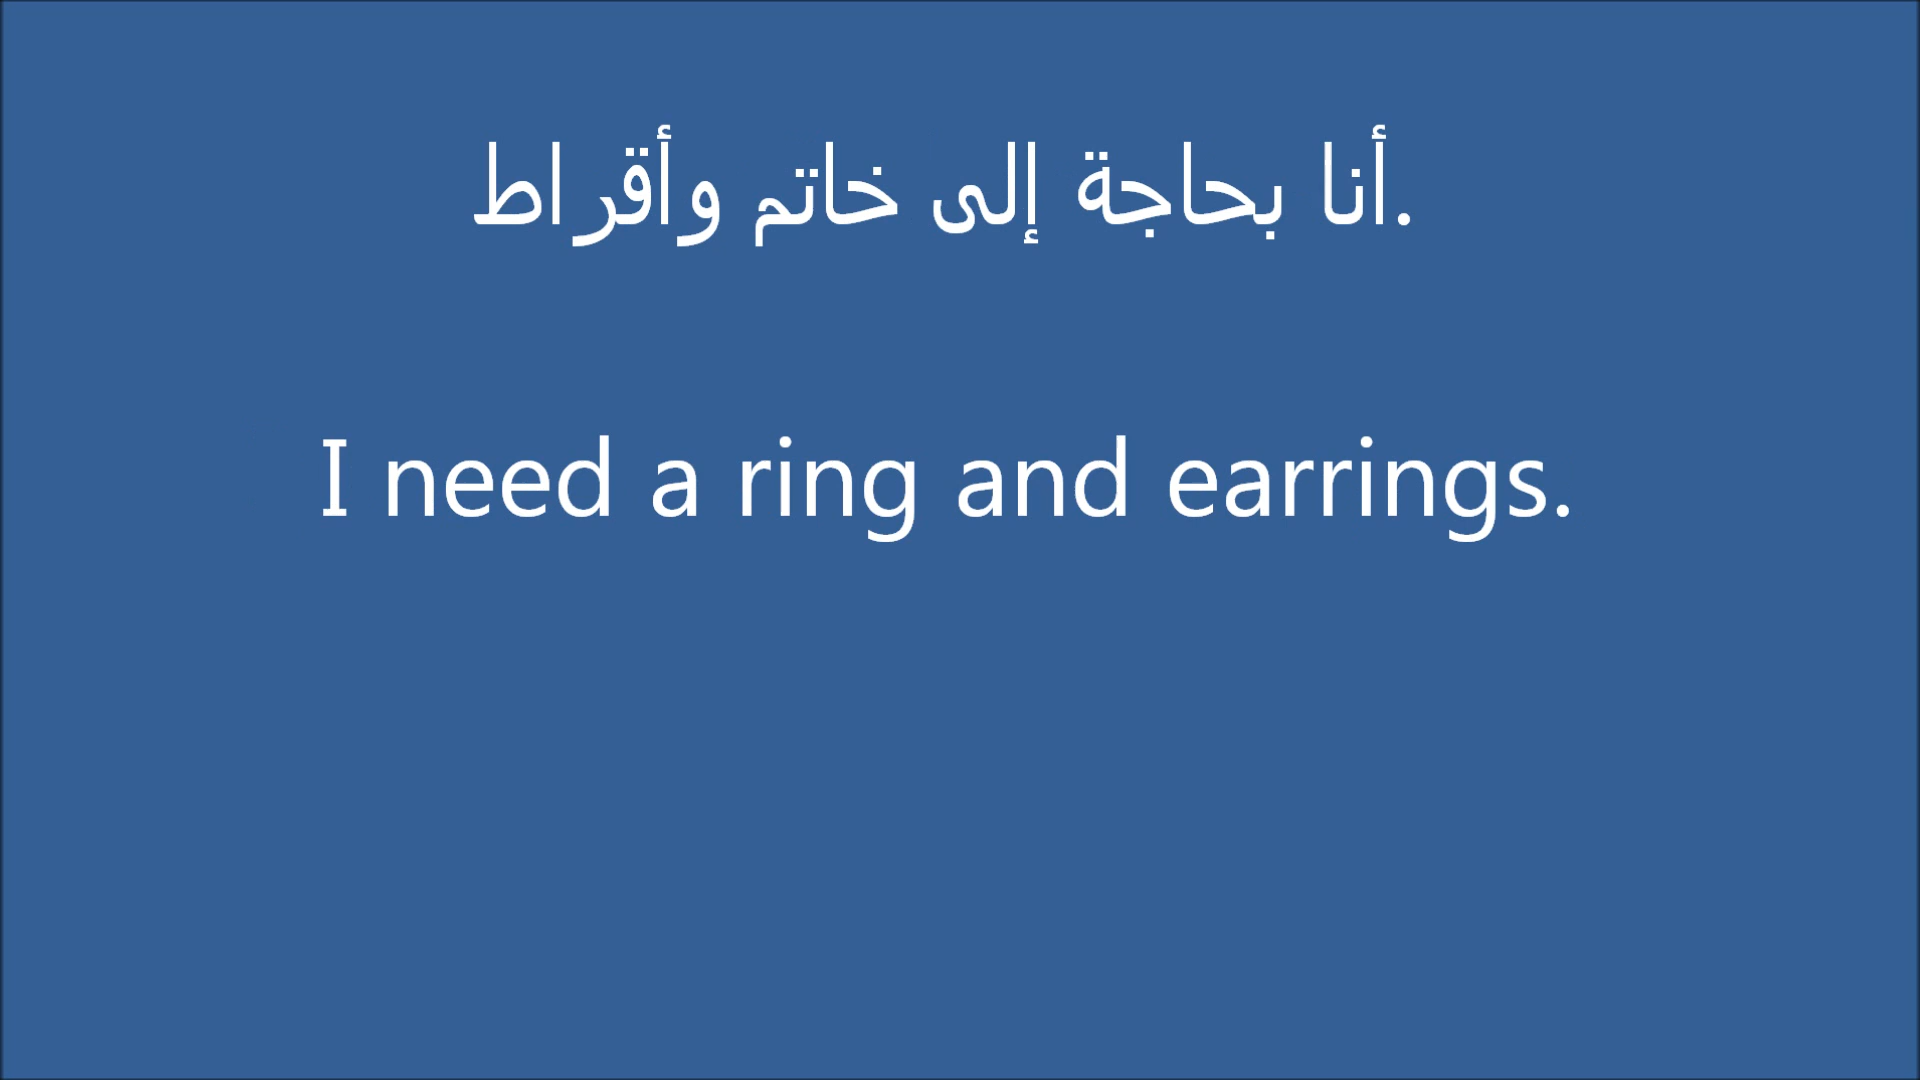 أنا بحاجة إلى خاتم وأقراط.
I need a ring and earrings.